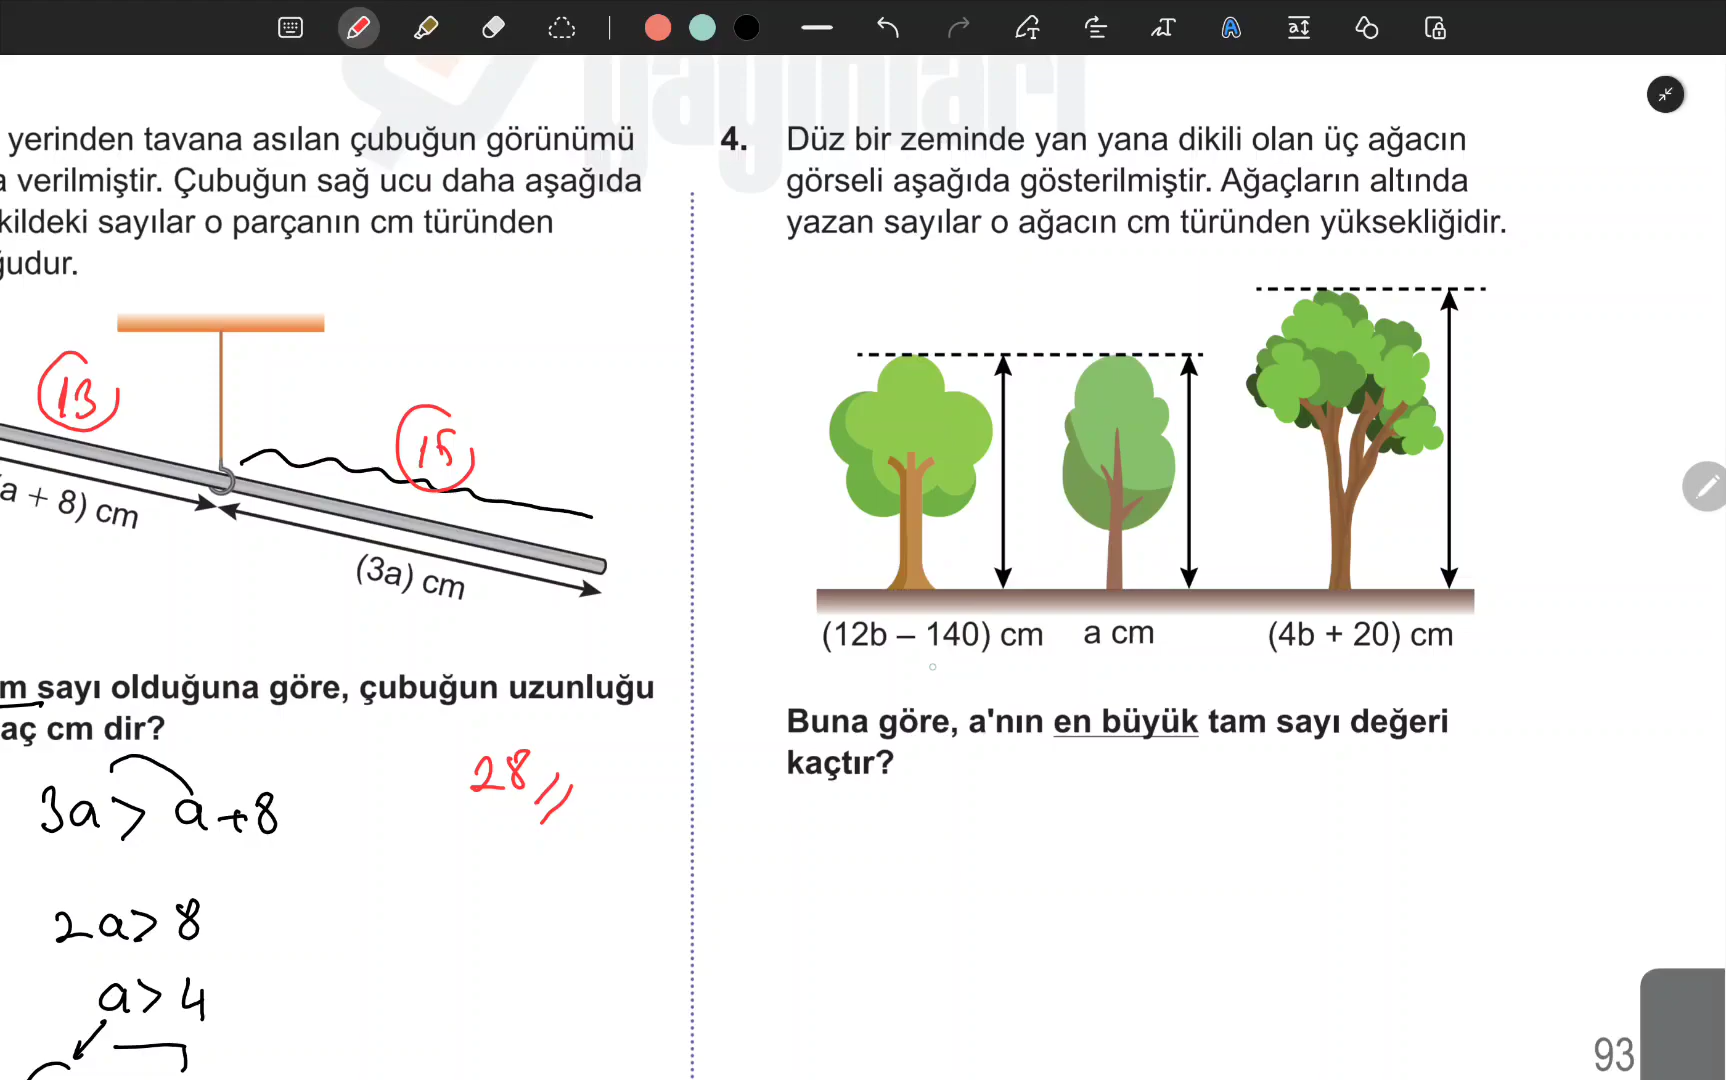 yayınları
yerinden tavana asılan çubuğun görünümü
a verilmiştir. Çubuğun sağ ucu daha aşağıda
kildeki sayılar o parçanın cm türünden
ğudur.
13
15
a + 8) cm
(3a) cm
m sayı olduğuna göre, çubuğun uzunluğu
aç cm dir?
28
3a > a+8
2a > 8
a > 4
4. Düz bir zeminde yan yana dikili olan üç ağacın
görseli aşağıda gösterilmiştir. Ağaçların altında
yazan sayılar o ağacın cm türünden yüksekliğidir.
(12b – 140) cm a cm (4b + 20) cm
Buna göre, a'nın en büyük tam sayı değeri
kaçtır?
93